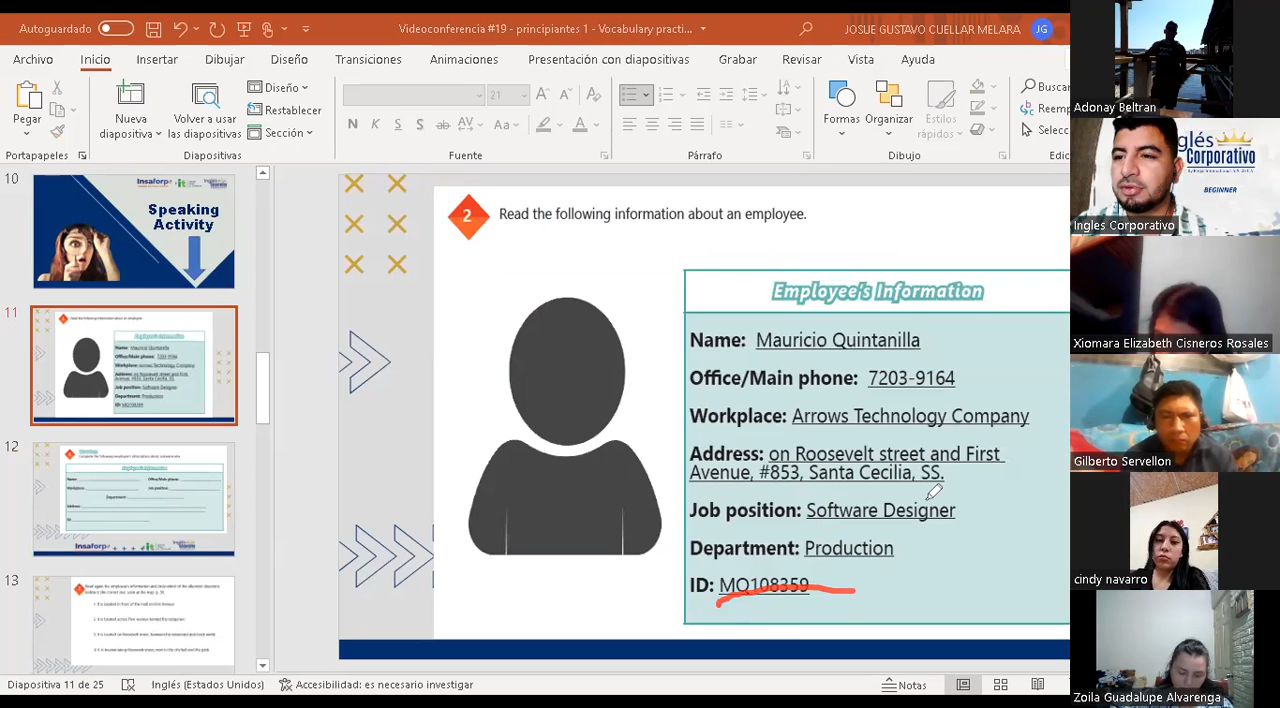 Autoguardado
Videoconferencia #19 - principiantes 1 - Vocabulary practi...
JOSUE GUSTAVO CUELLAR MELARA JG
Archivo Inicio Insertar Dibujar Diseño Transiciones Presentación con diapositivas Grabar Revisar Vista Ayuda
Pegar
Nueva diapositiva
Volver a usar las diapositivas
Diseño
Restablecer
Sección
21
N K S S ab AV Aa A
Formas Organizar Estilos rápidos
Portapapeles Diapositivas Fuente Párrafo Dibujo
10
Insaforp
Speaking
Activity
11
12
Insaforp
13
2
Read the following information about an employee.
Employee's Information
Name: Mauricio Quintanilla
Office/Main phone: 7203-9164
Workplace: Arrows Technology Company
Address: on Roosevelt street and First
Avenue, #853, Santa Cecilia, SS.
Job position: Software Designer
Department: Production
ID: MO108359
Diapositiva 11 de 25 Inglés (Estados Unidos) Accesibilidad: es necesario investigar Notas
Adonay Beltran
Corporativo
BEGINNER
Ingles Corporativo
Xiomara Elizabeth Cisneros Rosales
Gilberto Servellon
cindy navarro
Zoila Guadalupe Alvarenga